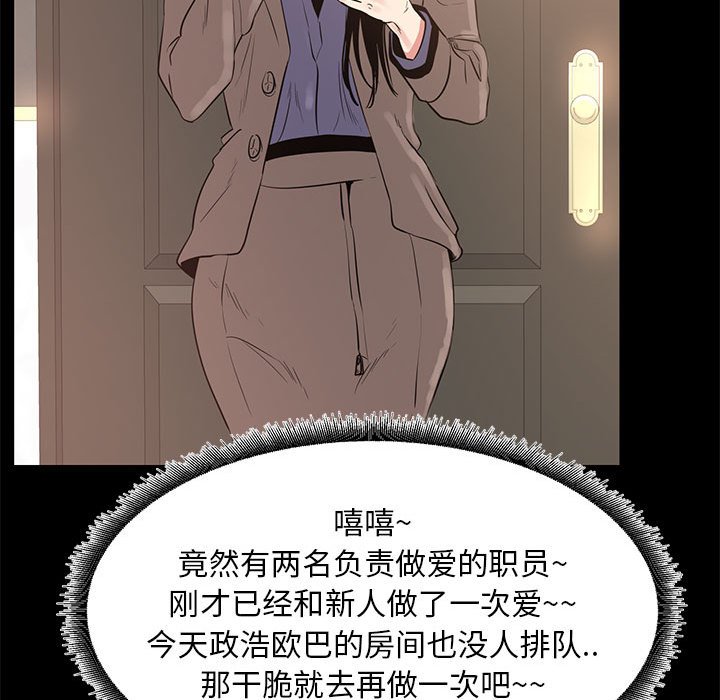 嘻嘻~
竟然有两名负责做爱的职员~
刚才已经和新人做了一次爱~~
今天政浩欧巴的房间也没人排队..
那干脆就去再做一次吧~~